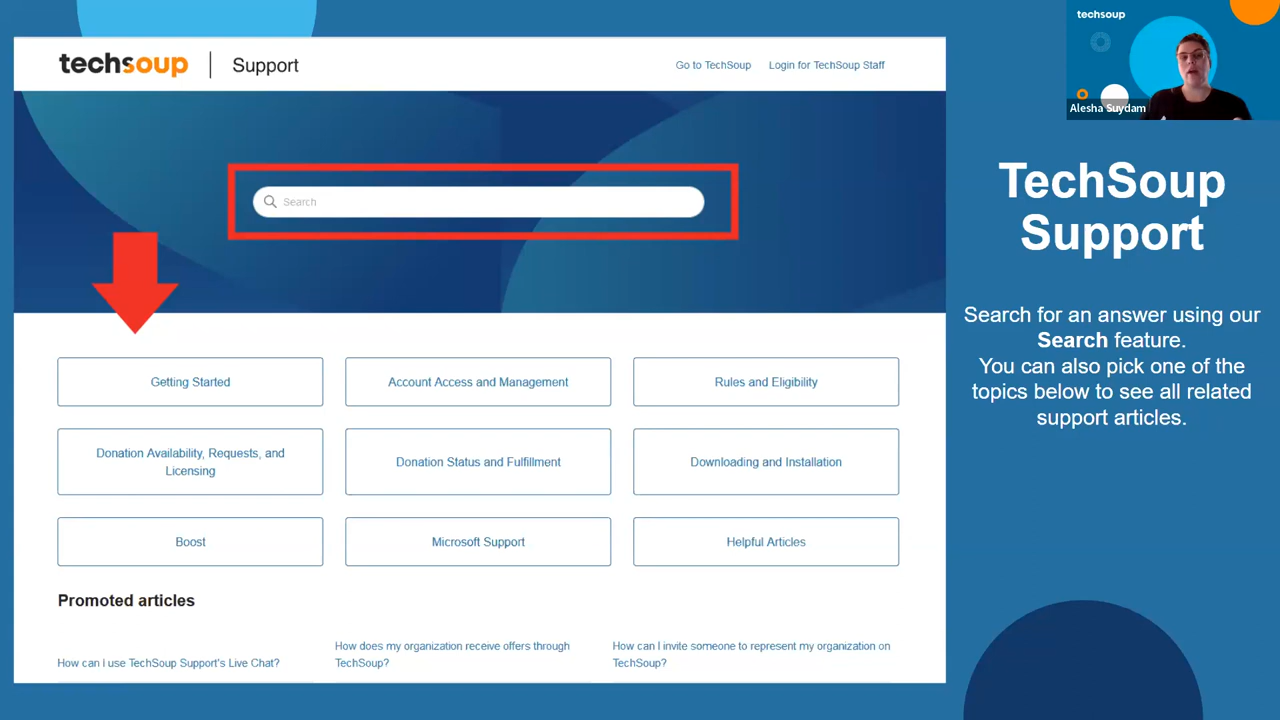 techsoup
Support
Go to TechSoup
Login for TechSoup Staff
Search
Getting Started
Account Access and Management
Rules and Eligibility
Donation Availability, Requests, and
Licensing
Donation Status and Fulfillment
Downloading and Installation
Boost
Microsoft Support
Helpful Articles
Promoted articles
How can I use TechSoup Support's Live Chat?
How does my organization receive offers through
TechSoup?
How can I invite someone to represent my organization on
TechSoup?
techsoup
Alesha Suydam
TechSoup
Support
Search for an answer using our
Search feature.
You can also pick one of the
topics below to see all related
support articles.